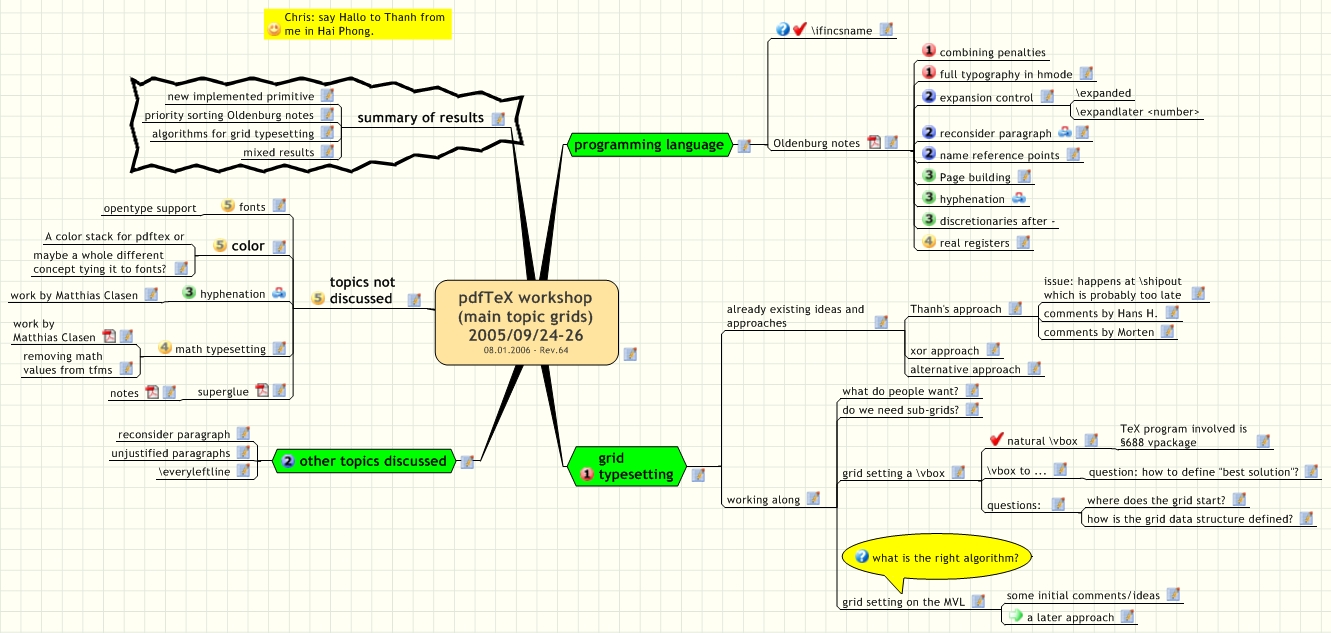 Chris: say Hallo to Thanh from
me in Hai Phong.
summary of results
new implemented primitive
priority sorting Oldenburg notes
algorithms for grid typesetting
mixed results
pdfTeX workshop
(main topic grids)
2005/09/24-26
08.01.2006 - Rev.64
programming language
\ifincsname
Oldenburg notes
1 combining penalties
1 full typography in hmode
2 expansion control
\expanded
\expandlater <number>
2 reconsider paragraph
2 name reference points
3 Page building
3 hyphenation
3 discretionaries after -
4 real registers
topics not
5 discussed
5 fonts
opentype support
5 color
A color stack for pdftex or
maybe a whole different
concept tying it to fonts?
3 hyphenation
work by Matthias Clasen
4 math typesetting
work by
Matthias Clasen
removing math
values from tfms
superglue
notes
2 other topics discussed
reconsider paragraph
unjustified paragraphs
\everyleftline
grid
1 typesetting
already existing ideas and
approaches
Thanh's approach
issue: happens at \shipout
which is probably too late
comments by Hans H.
comments by Morten
xor approach
alternative approach
working along
what do people want?
do we need sub-grids?
grid setting a \vbox
natural \vbox
TeX program involved is
§688 vpackage
\vbox to ...
question: how to define "best solution"?
questions:
where does the grid start?
how is the grid data structure defined?
? what is the right algorithm?
grid setting on the MVL
some initial comments/ideas
a later approach